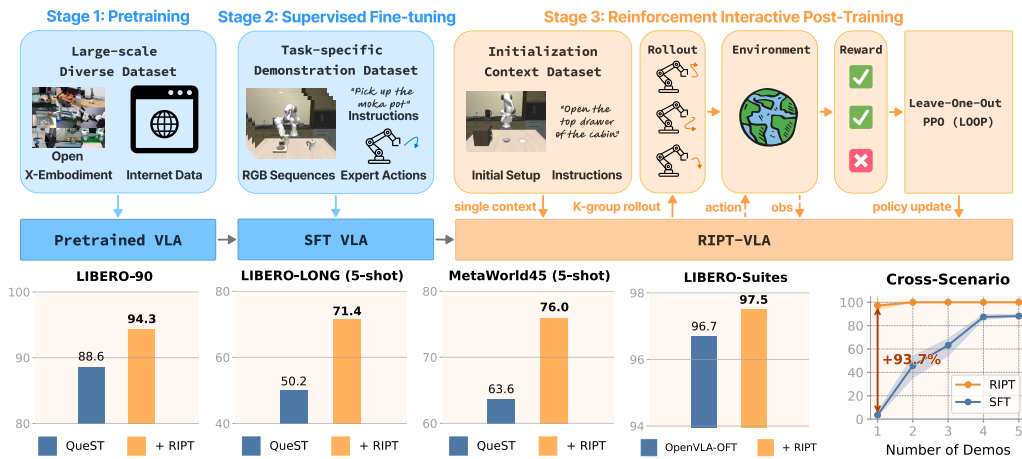 Stage 1: Pretraining
Stage 2: Supervised Fine-tuning
Stage 3: Reinforcement Interactive Post-Training
Large-scale
Diverse Dataset
Open
X-Embodiment
Internet Data
Task-specific
Demonstration Dataset
"Pick up the
moka pot"
Instructions
RGB Sequences
Expert Actions
Initialization
Context Dataset
"Open the
top drawer
of the cabin"
Initial Setup
Instructions
Rollout
Environment
Reward
Leave-One-Out
PPO (LOOP)
single context
K-group rollout
action
obs
policy update
Pretrained VLA
SFT VLA
RIPT-VLA
LIBERO-90
100
90
80
88.6
94.3
QueST
+ RIPT
LIBERO-LONG (5-shot)
80
60
40
50.2
71.4
QueST
+ RIPT
MetaWorld45 (5-shot)
80
70
60
63.6
76.0
QueST
+ RIPT
LIBERO-Suites
98
96
94
96.7
97.5
OpenVLA-OFT
+ RIPT
Cross-Scenario
100
80
60
40
20
0
+93.7%
RIPT
SFT
1 2 3 4 5
Number of Demos